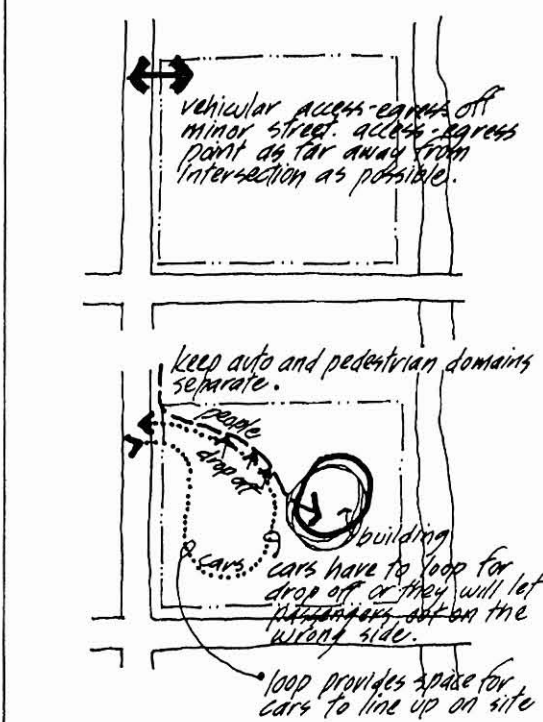 vehicular access-egress off
minor street. access-egress
point as far away from
intersection as possible.
keep auto and pedestrian domains
separate.
people
drop off
building
cars
cars have to loop for
drop off or they will let
passengers out on the
wrong side.
loop provides space for
cars to line up on site